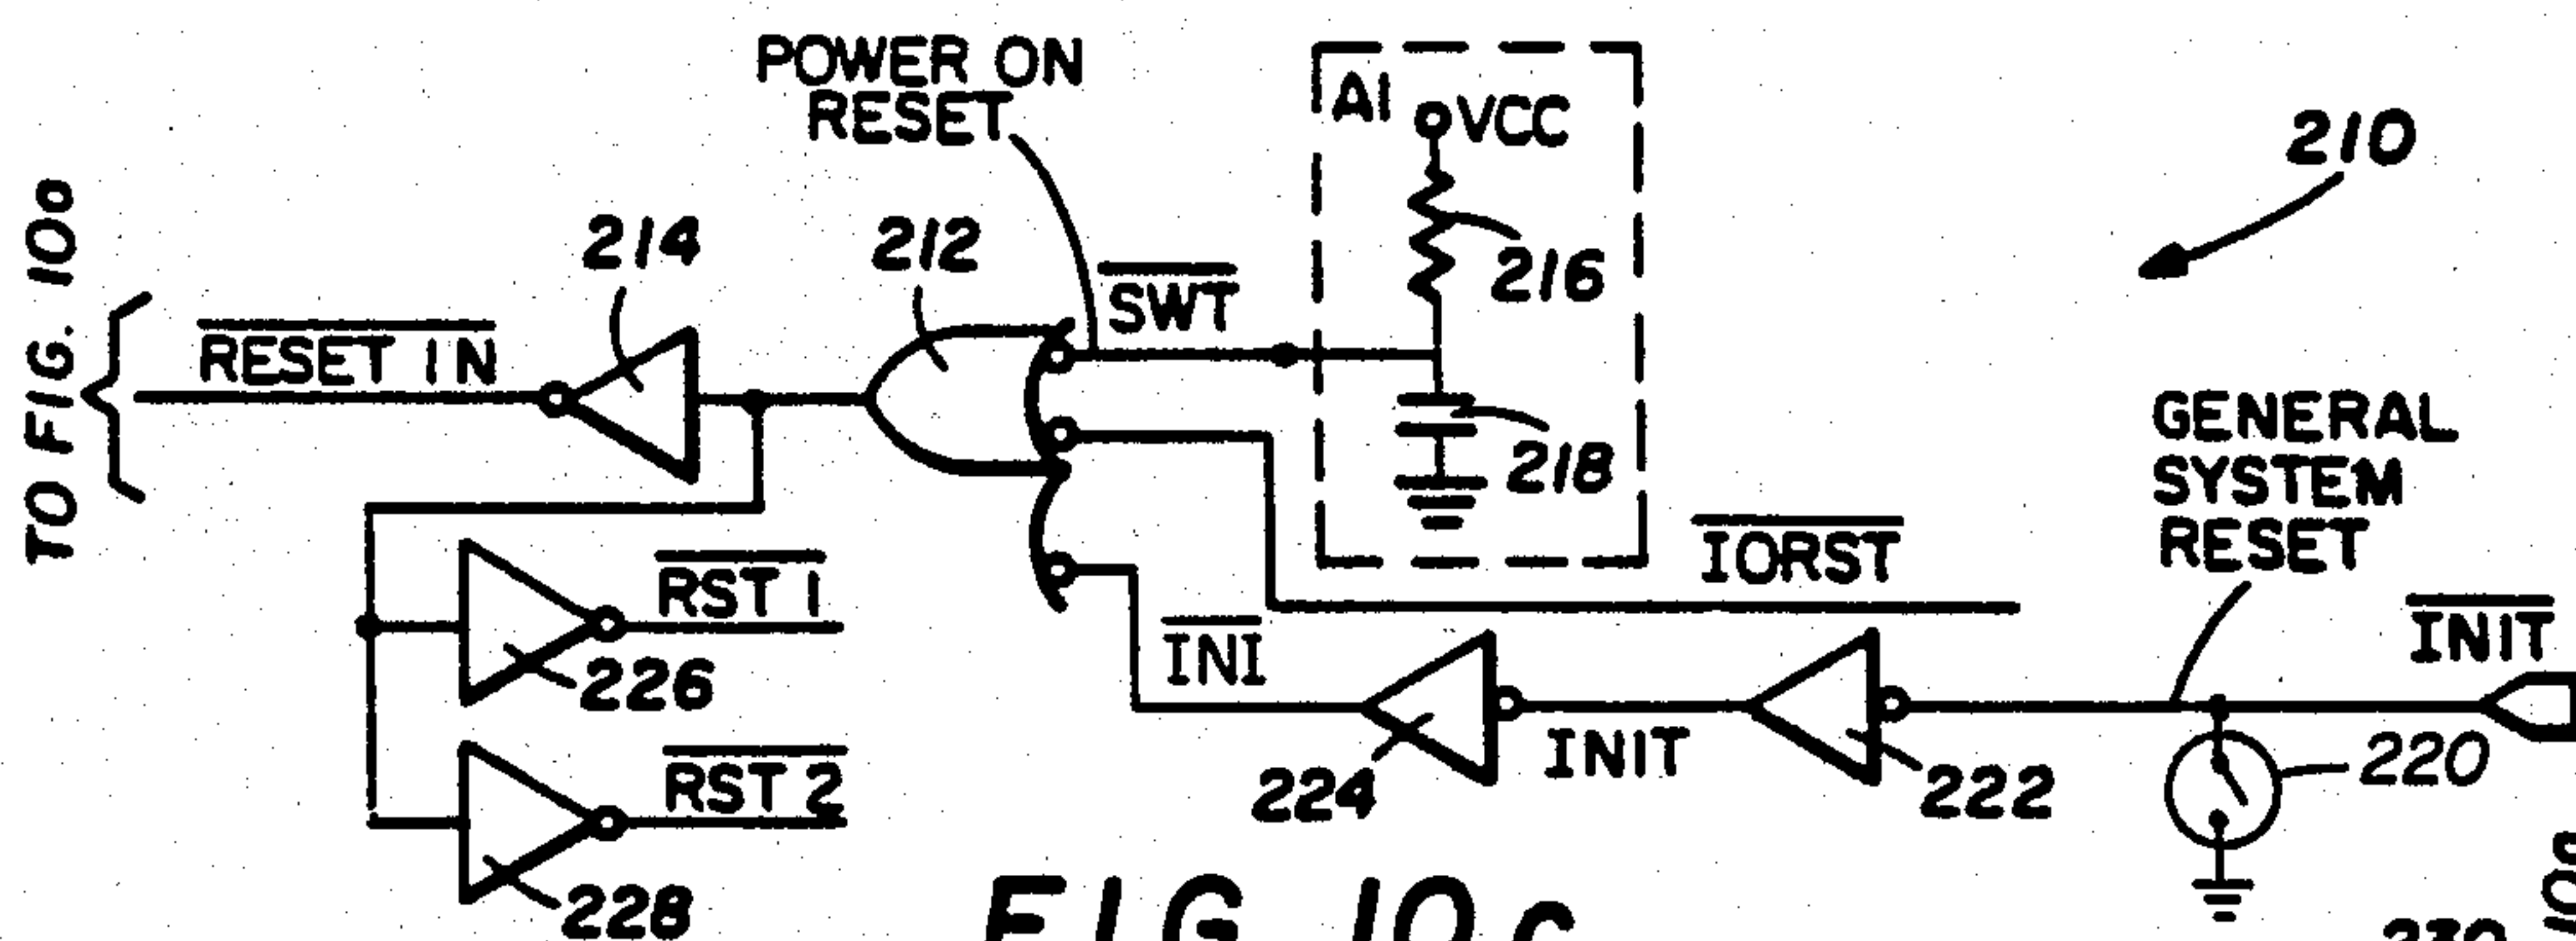 POWER ON
RESET
A1
VCC
210
TO FIG. 10a
214
212
SWT
216
RESET IN
218
GENERAL
SYSTEM
RESET
IORST
RST 1
INI
INIT
226
INIT
220
RST 2
224
222
228
FIG 10c